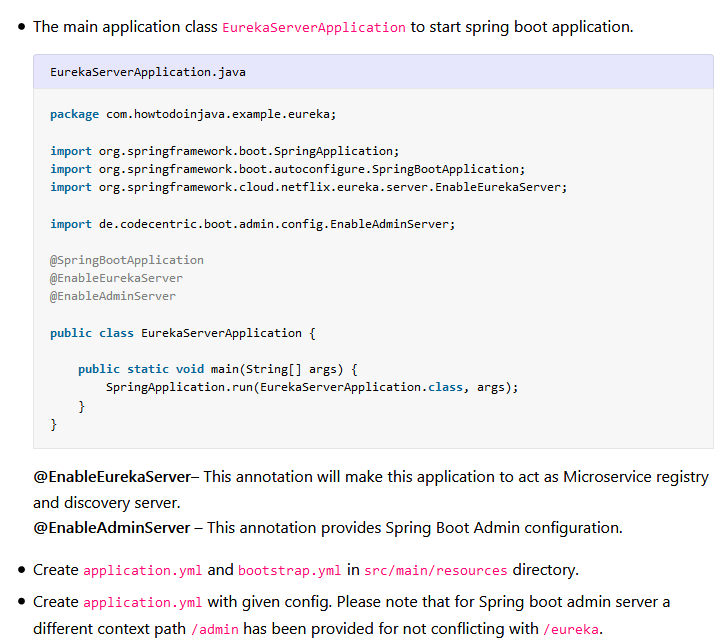 • The main application class EurekaServerApplication to start spring boot application.
EurekaServerApplication.java
package com.howtodoinjava.example.eureka;
import org.springframework.boot.SpringApplication;
import org.springframework.boot.autoconfigure.SpringBootApplication;
import org.springframework.cloud.netflix.eureka.server.EnableEurekaServer;
import de.codecentric.boot.admin.config.EnableAdminServer;
@SpringBootApplication
@EnableEurekaServer
@EnableAdminServer
public class EurekaServerApplication {
    public static void main(String[] args) {
        SpringApplication.run(EurekaServerApplication.class, args);
    }
}
@EnableEurekaServer– This annotation will make this application to act as Microservice registry
and discovery server.
@EnableAdminServer – This annotation provides Spring Boot Admin configuration.
• Create application.yml and bootstrap.yml in src/main/resources directory.
• Create application.yml with given config. Please note that for Spring boot admin server a
different context path /admin has been provided for not conflicting with /eureka.